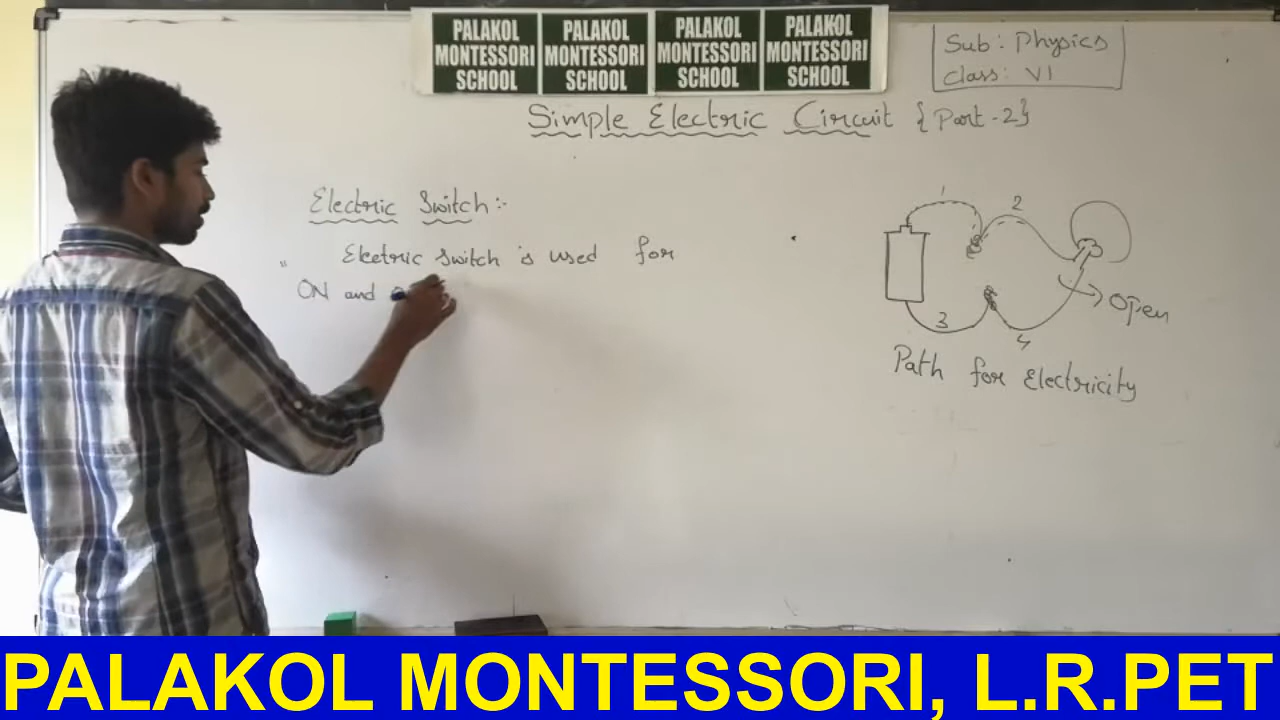 PALAKOL MONTESSORI SCHOOL
PALAKOL MONTESSORI SCHOOL
PALAKOL MONTESSORI SCHOOL
PALAKOL MONTESSORI SCHOOL
Sub: Physics
Class: VI
Simple Electric Circuit {Part-2}
Electric Switch:-
Electric Switch is used for
ON and
1
2
3
4
Open
Path for Electricity
PALAKOL MONTESSORI, L.R.PET